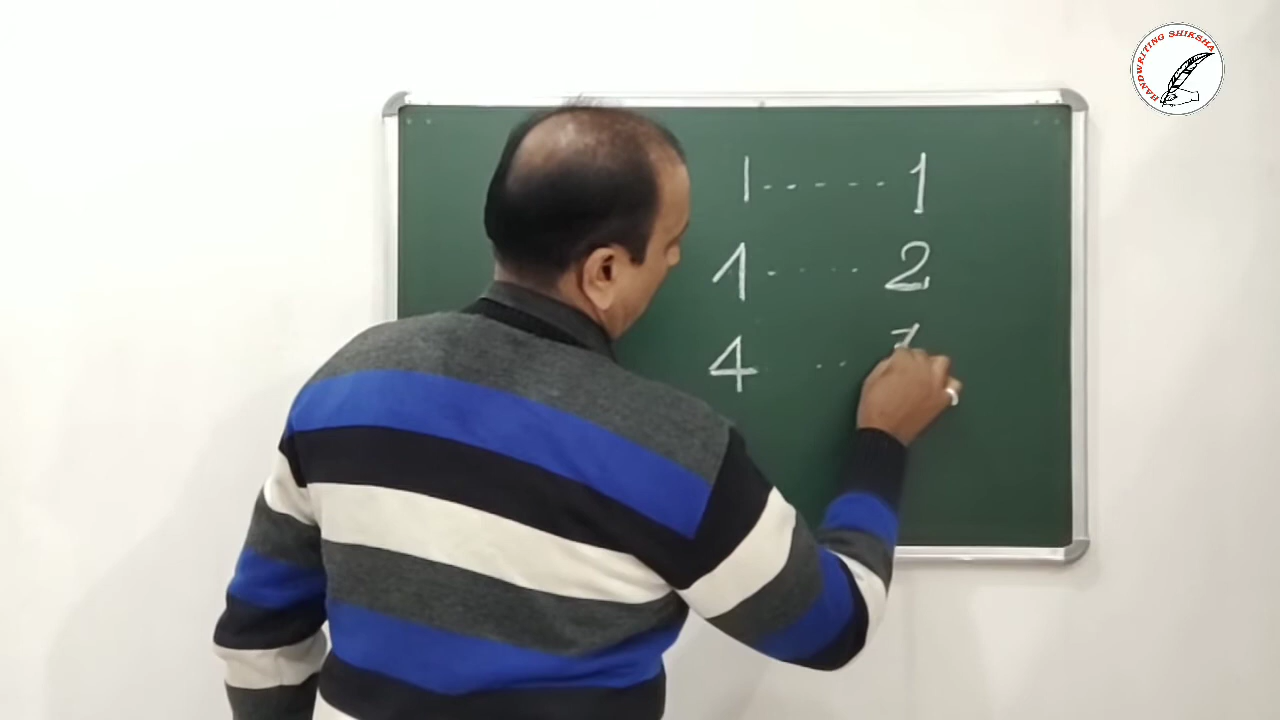 HANDWRITING SHIKSHA
1 ----- 1
1 ---- 2
4 --